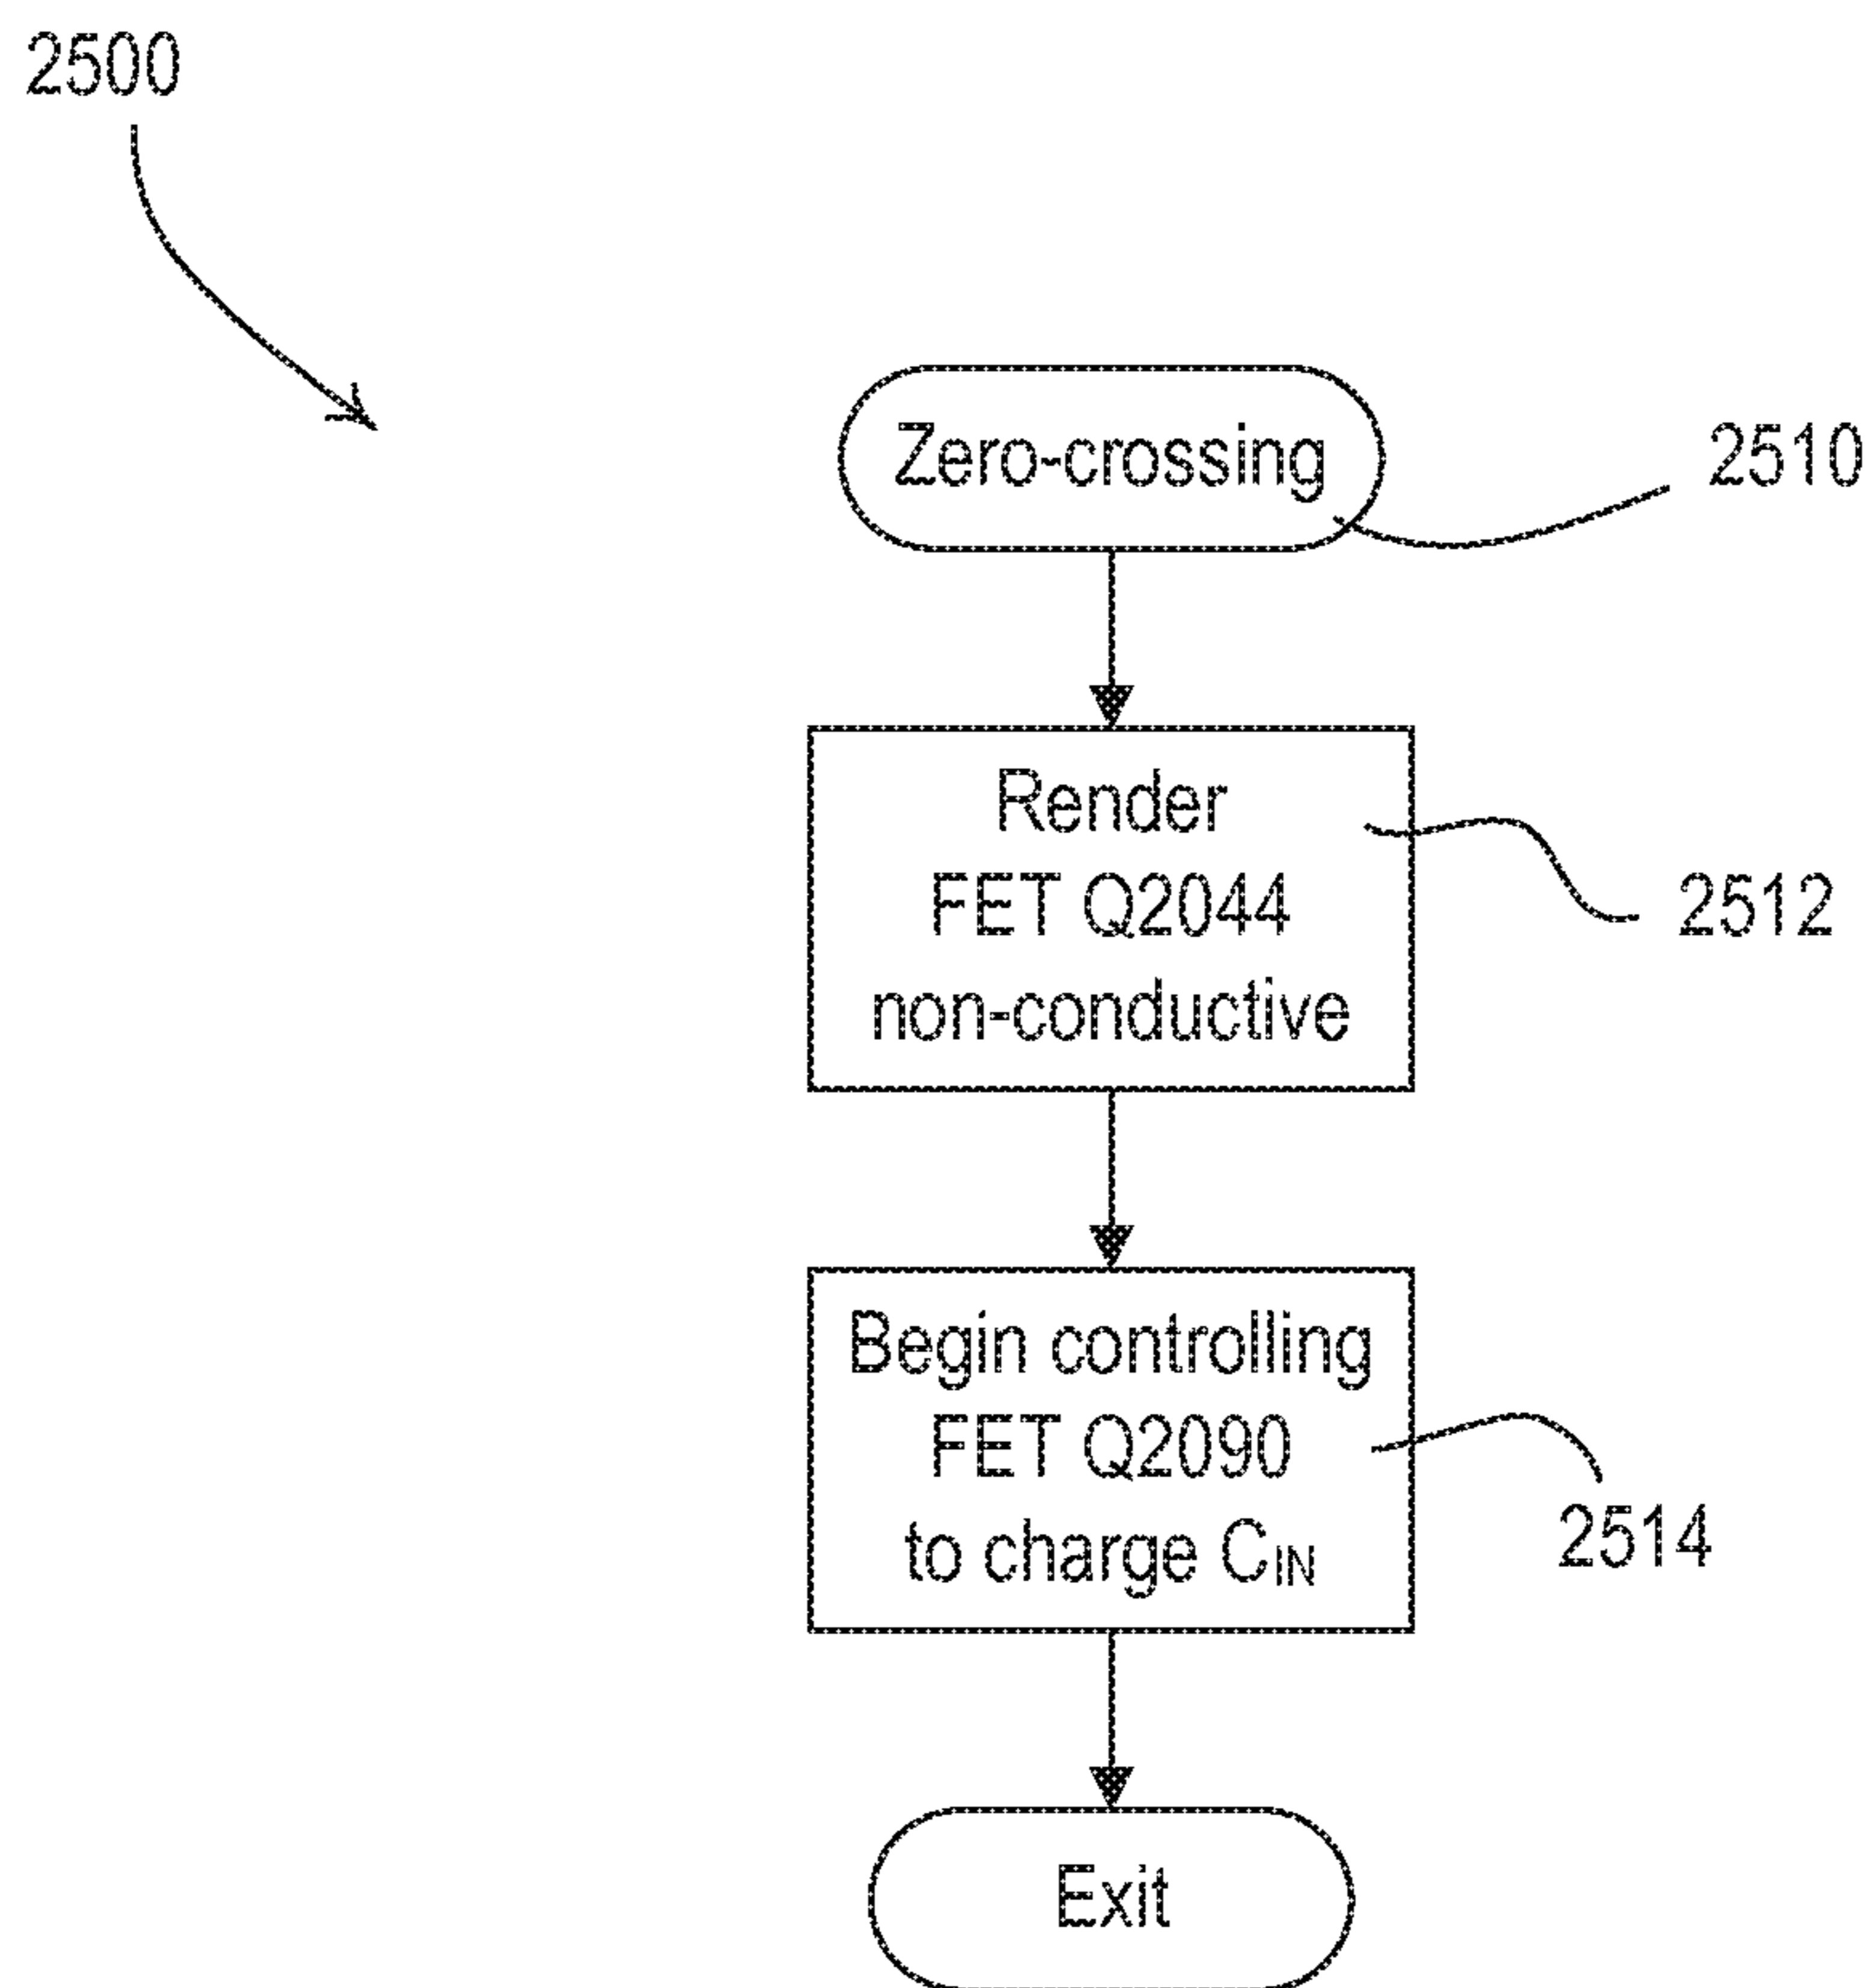 2500
Zero-crossing
2510
Render
FET Q2044
non-conductive
2512
Begin controlling
FET Q2090
to charge CIN
2514
Exit